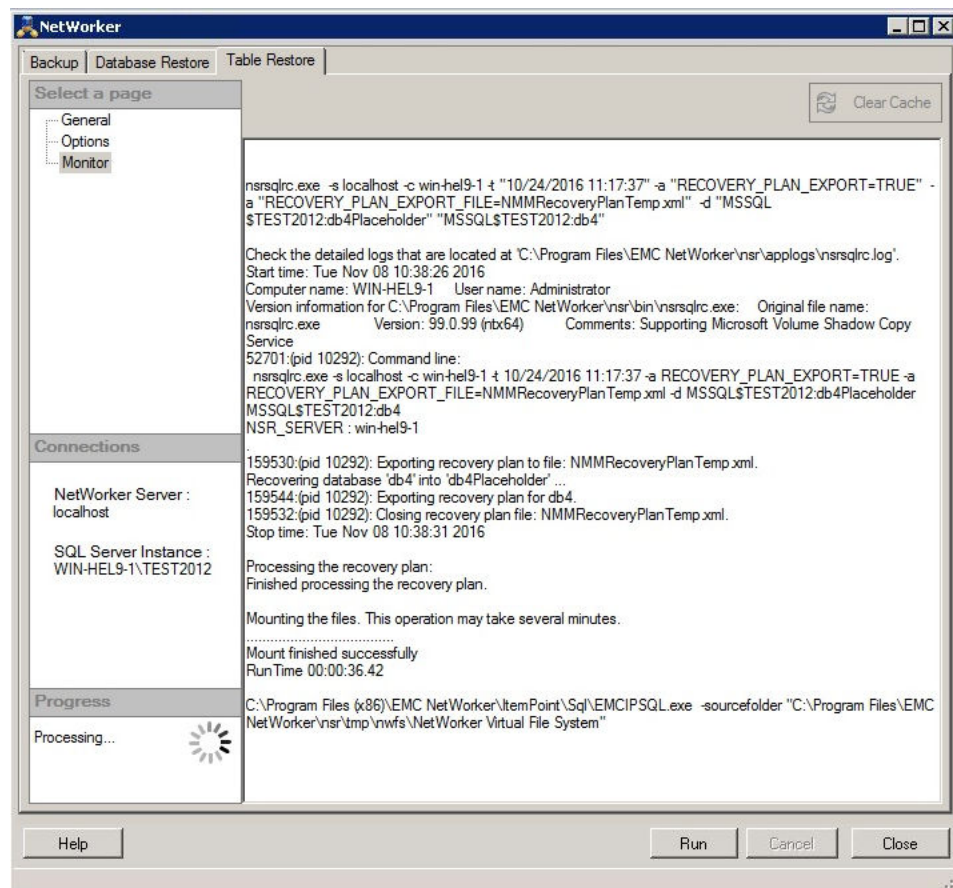 NetWorker
Backup
Database Restore
Table Restore
Select a page
General
Options
Monitor
Clear Cache
nsrsqlrc.exe -s localhost -c win-hel9-1 -t "10/24/2016 11:17:37" -a "RECOVERY_PLAN_EXPORT=TRUE" -
a "RECOVERY_PLAN_EXPORT_FILE=NMMRecoveryPlanTemp.xml" -d "MSSQL
$TEST2012:db4Placeholder" "MSSQL$TEST2012:db4"
Check the detailed logs that are located at 'C:\Program Files\EMC NetWorker\nsr\applogs\nsrsqlrc.log'.
Start time: Tue Nov 08 10:38:26 2016
Computer name: WIN-HEL9-1 User name: Administrator
Version information for C:\Program Files\EMC NetWorker\nsr\bin\nsrsqlrc.exe: Original file name:
nsrsqlrc.exe Version: 99.0.99 (ntx64) Comments: Supporting Microsoft Volume Shadow Copy
Service
52701:(pid 10292): Command line:
nsrsqlrc.exe -s localhost -c win-hel9-1 -t 10/24/2016 11:17:37 -a RECOVERY_PLAN_EXPORT=TRUE -a
RECOVERY_PLAN_EXPORT_FILE=NMMRecoveryPlanTemp.xml -d MSSQL$TEST2012:db4Placeholder
MSSQL$TEST2012:db4
NSR_SERVER : win-hel9-1
.
159530:(pid 10292): Exporting recovery plan to file: NMMRecoveryPlanTemp.xml.
Recovering database 'db4' into 'db4Placeholder' ...
159544:(pid 10292): Exporting recovery plan for db4.
159532:(pid 10292): Closing recovery plan file: NMMRecoveryPlanTemp.xml.
Stop time: Tue Nov 08 10:38:31 2016
Processing the recovery plan:
Finished processing the recovery plan.
Mounting the files. This operation may take several minutes.
.....................................
Mount finished successfully
RunTime 00:00:36.42
C:\Program Files (x86)\EMC NetWorker\ItemPoint\Sql\EMCIPSQL.exe -sourcefolder "C:\Program Files\EMC
NetWorker\nsr\tmp\nwfs\NetWorker Virtual File System"
Connections
NetWorker Server :
localhost
SQL Server Instance :
WIN-HEL9-1\TEST2012
Progress
Processing...
Help
Run
Cancel
Close